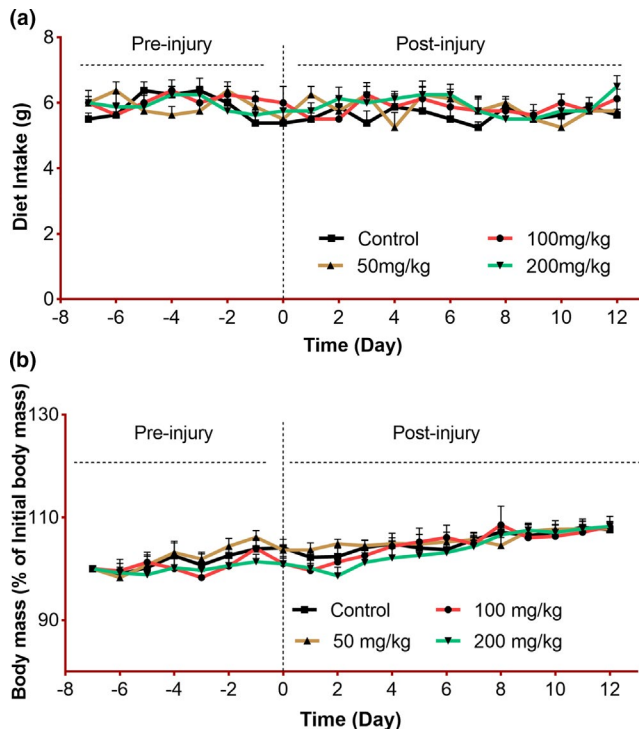 (a)
Pre-injury Post-injury
8
6
4
2
0
Diet Intake (g)
Control 100mg/kg
50mg/kg 200mg/kg
-8 -6 -4 -2 0 2 4 6 8 10 12
Time (Day)
(b)
130
110
90
Body mass (% of Initial body mass)
Pre-injury Post-injury
Control 100 mg/kg
50 mg/kg 200 mg/kg
-8 -6 -4 -2 0 2 4 6 8 10 12
Time (Day)